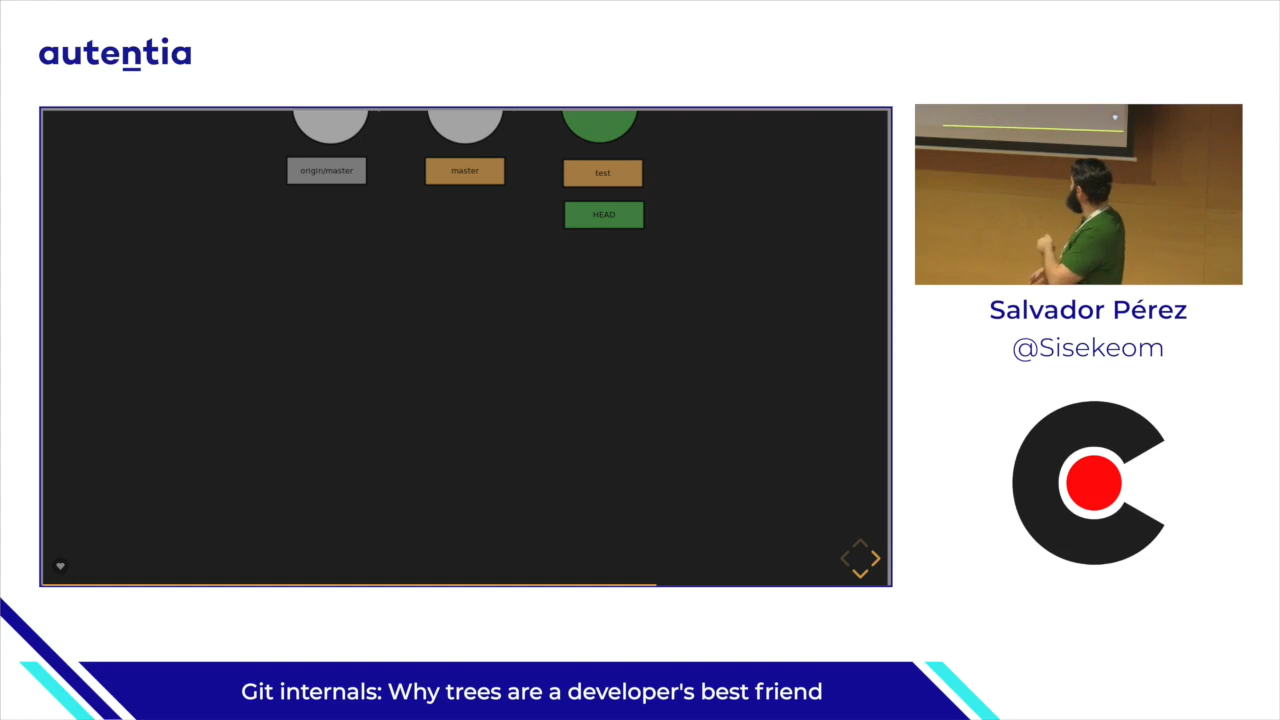 autentia
origin/master
master
test
HEAD
Salvador Pérez
@Sisekeom
Git internals: Why trees are a developer's best friend